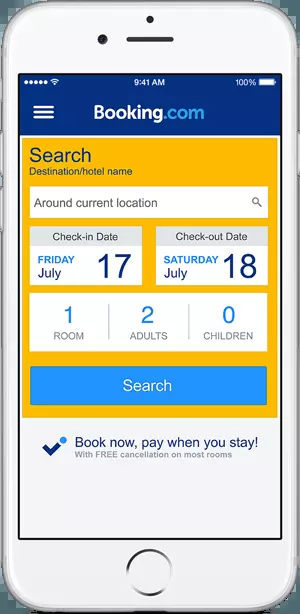 9:41 AM
100%
Booking.com
Search
Destination/hotel name
Around current location
Check-in Date
Check-out Date
FRIDAY
July
17
SATURDAY
July
18
1
ROOM
2
ADULTS
0
CHILDREN
Search
Book now, pay when you stay!
With FREE cancellation on most rooms